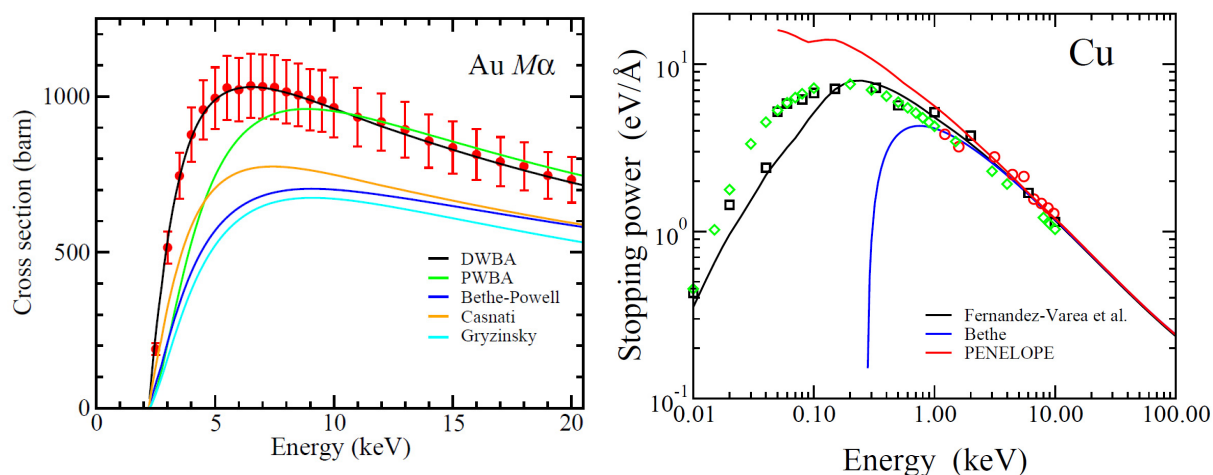 Au Mα
Cross section (barn)
1000
500
0
DWBA
PWBA
Bethe-Powell
Casnati
Gryzinsky
0 5 10 15 20
Energy (keV)
Cu
Stopping power (eV/Å)
10¹
10⁰
10⁻¹
Fernandez-Varea et al.
Bethe
PENELOPE
0.01 0.10 1.00 10.00 100.00
Energy (keV)